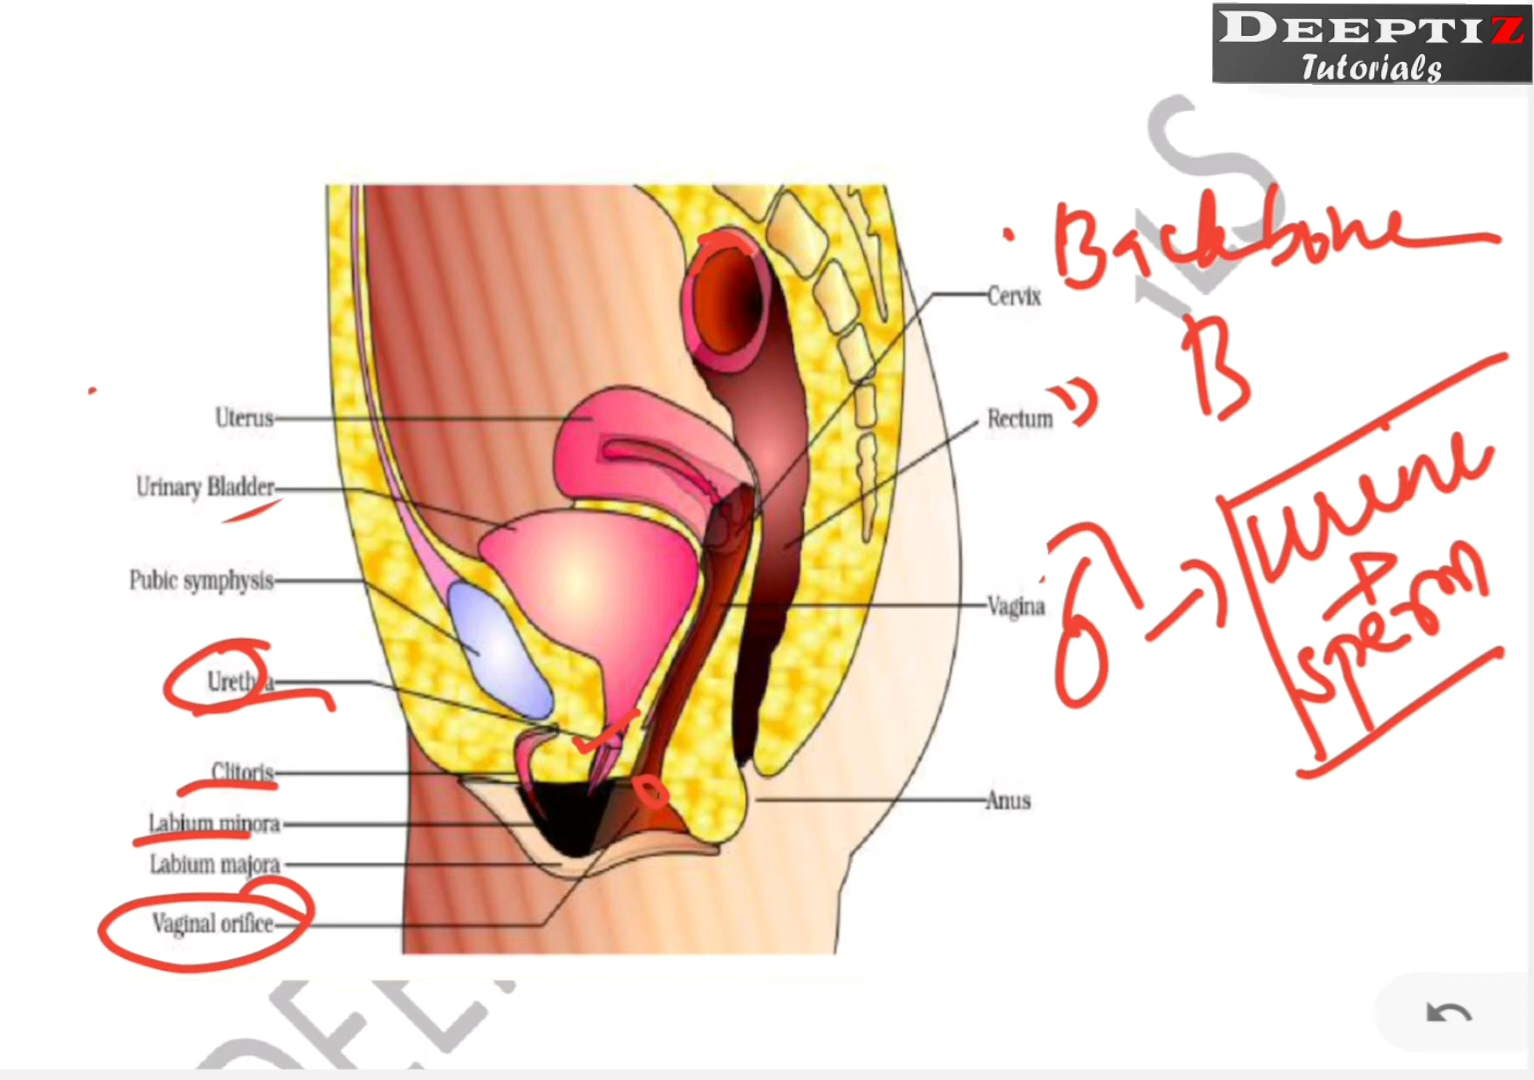 DEEPTIZ
Tutorials
Backbone
Cervix
B
Uterus
Rectum
Urinary Bladder
urine
+
sperm
Pubic symphysis
Vagina
Urethra
Clitoris
Anus
Labium minora
Labium majora
Vaginal orifice